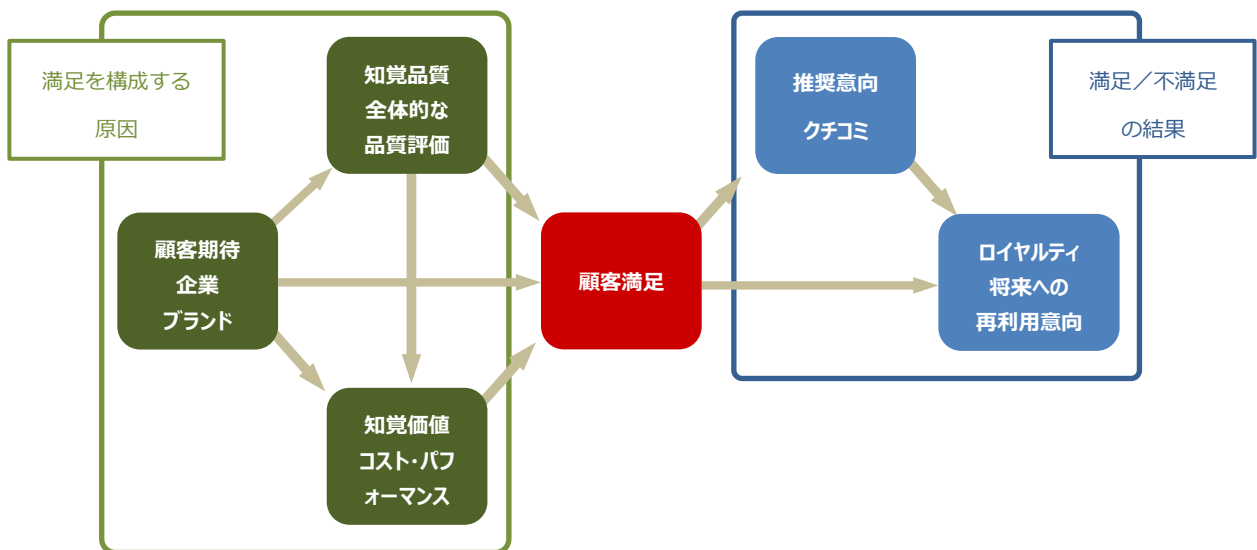 満足を構成する
原因
知覚品質
全体的な
品質評価
顧客期待
企業
ブランド
知覚価値
コスト・パフ
ォーマンス
顧客満足
推奨意向
クチコミ
ロイヤルティ
将来への
再利用意向
満足／不満足
の結果